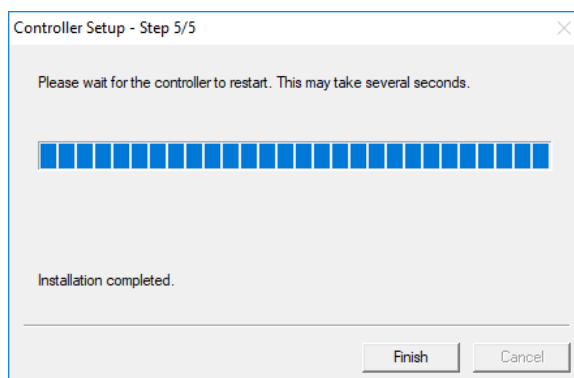 Controller Setup - Step 5/5
Please wait for the controller to restart. This may take several seconds.
Installation completed.
Finish
Cancel